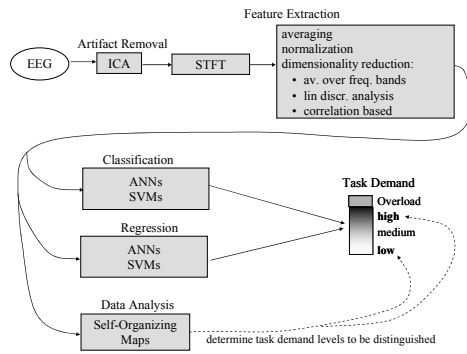 Feature Extraction
Artifact Removal
EEG
ICA
STFT
averaging
normalization
dimensionality reduction:
• av. over freq. bands
• lin discr. analysis
• correlation based
Classification
ANNs
SVMs
Task Demand
Overload
high
medium
low
Regression
ANNs
SVMs
Data Analysis
Self-Organizing
Maps
determine task demand levels to be distinguished